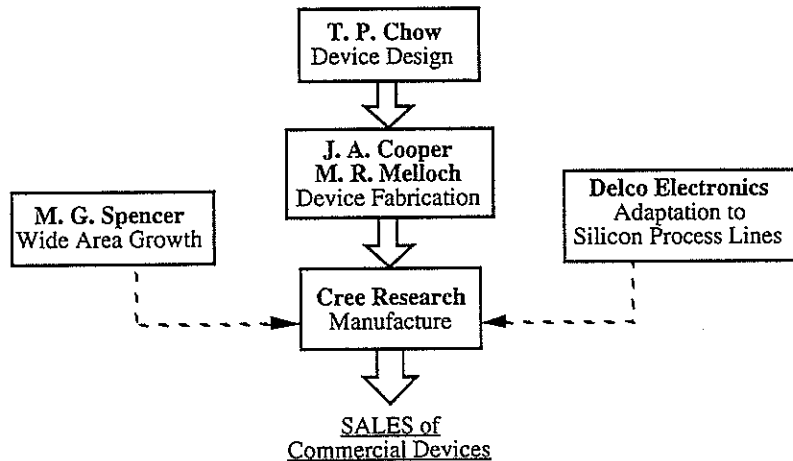 T. P. Chow
Device Design
J. A. Cooper
M. R. Melloch
Device Fabrication
M. G. Spencer
Wide Area Growth
Delco Electronics
Adaptation to
Silicon Process Lines
Cree Research
Manufacture
SALES of
Commercial Devices